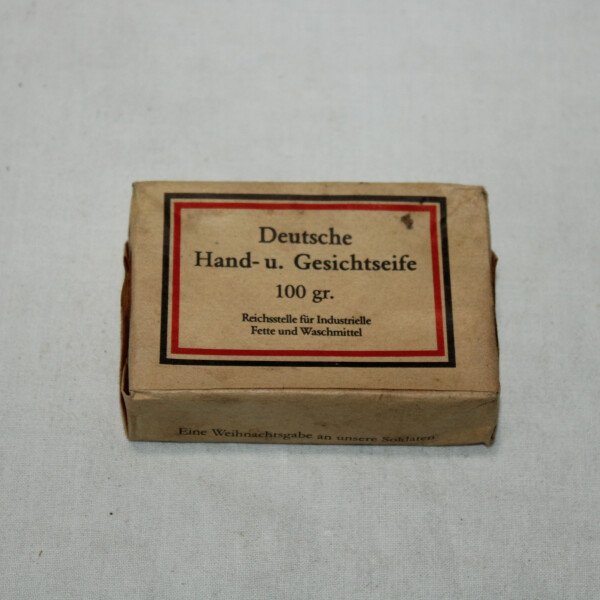 Deutsche
Hand- u. Gesichtseife
100 gr.
Reichsstelle für Industrielle
Fette und Waschmittel
Eine Weihnachtsgabe an unsere Soldaten